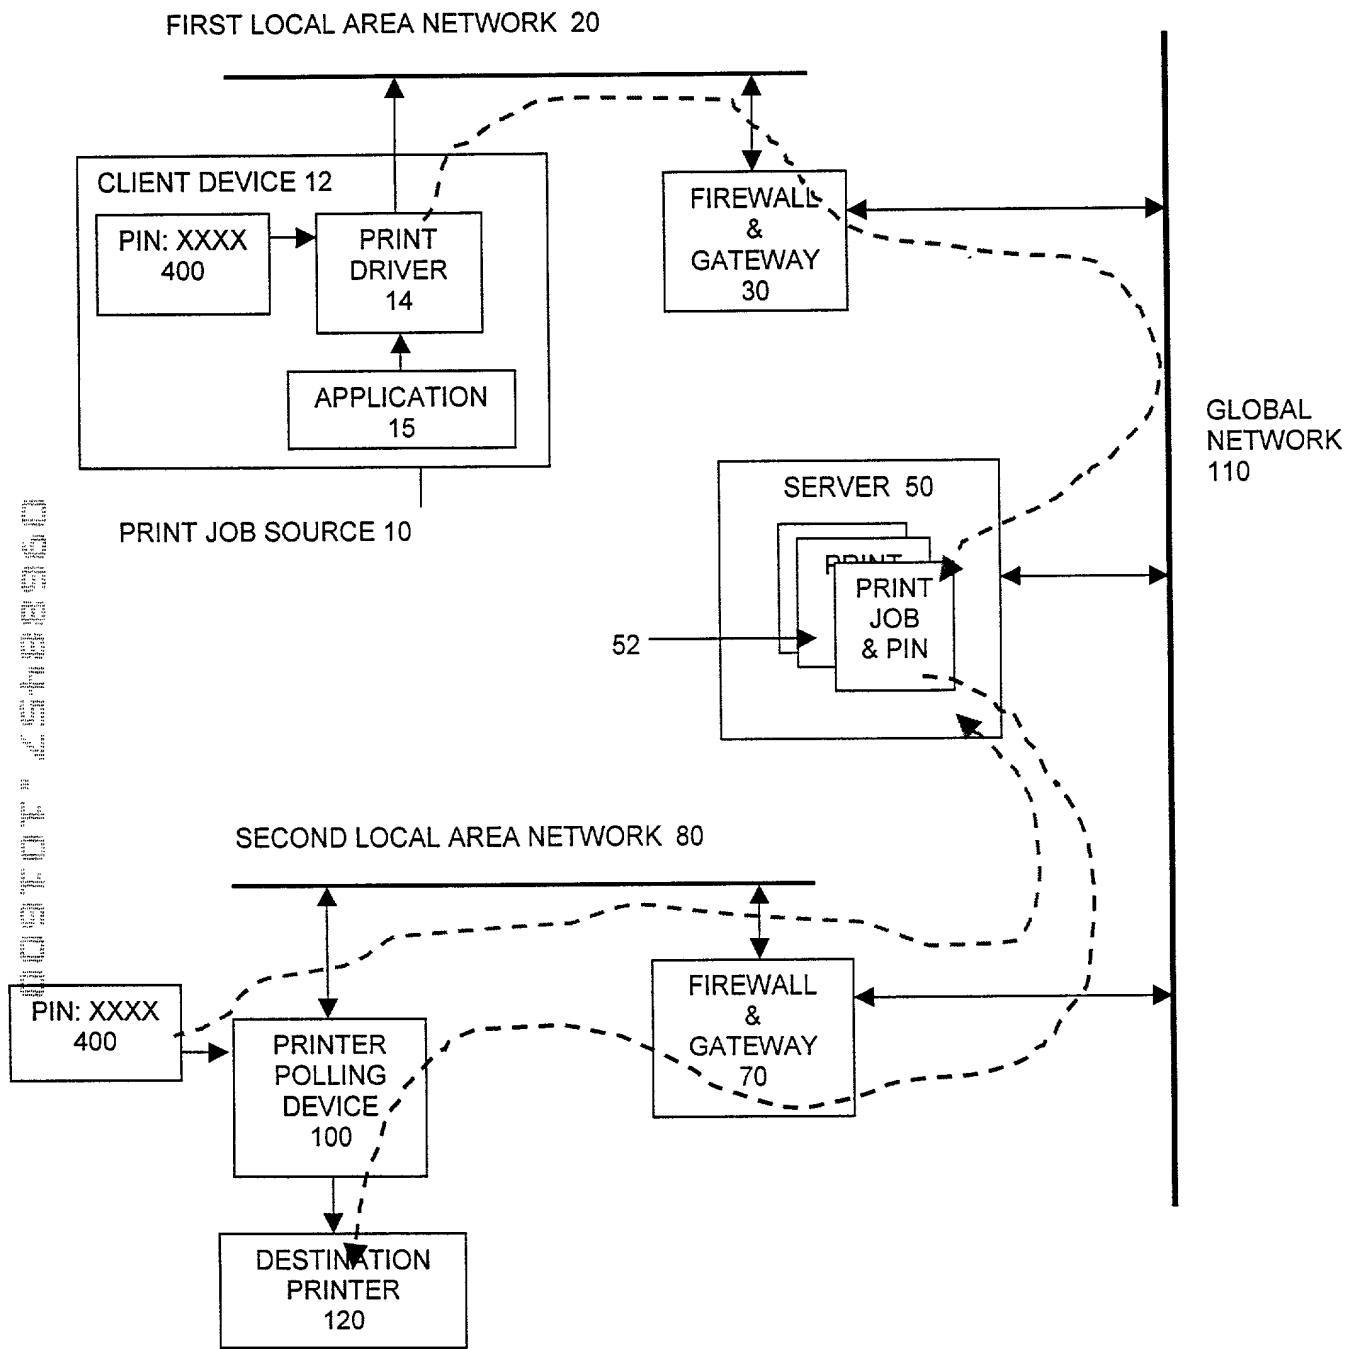 FIRST LOCAL AREA NETWORK 20
CLIENT DEVICE 12
PIN: XXXX
400
PRINT
DRIVER
14
APPLICATION
15
PRINT JOB SOURCE 10
FIREWALL
&
GATEWAY
30
GLOBAL
NETWORK
110
SERVER 50
PRINT
PRINT
JOB
& PIN
52
SECOND LOCAL AREA NETWORK 80
PIN: XXXX
400
PRINTER
POLLING
DEVICE
100
FIREWALL
&
GATEWAY
70
DESTINATION
PRINTER
120